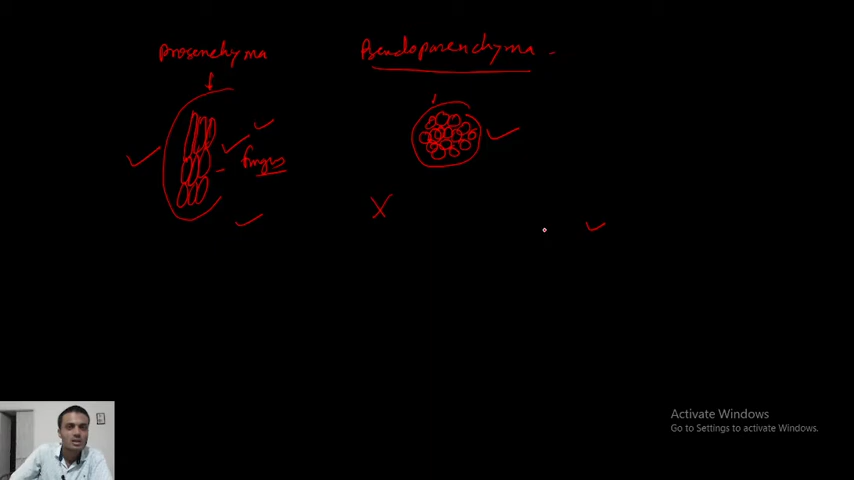 Prosenchyma
Pseudoparenchyma -
fungus
Activate Windows
Go to Settings to activate Windows.